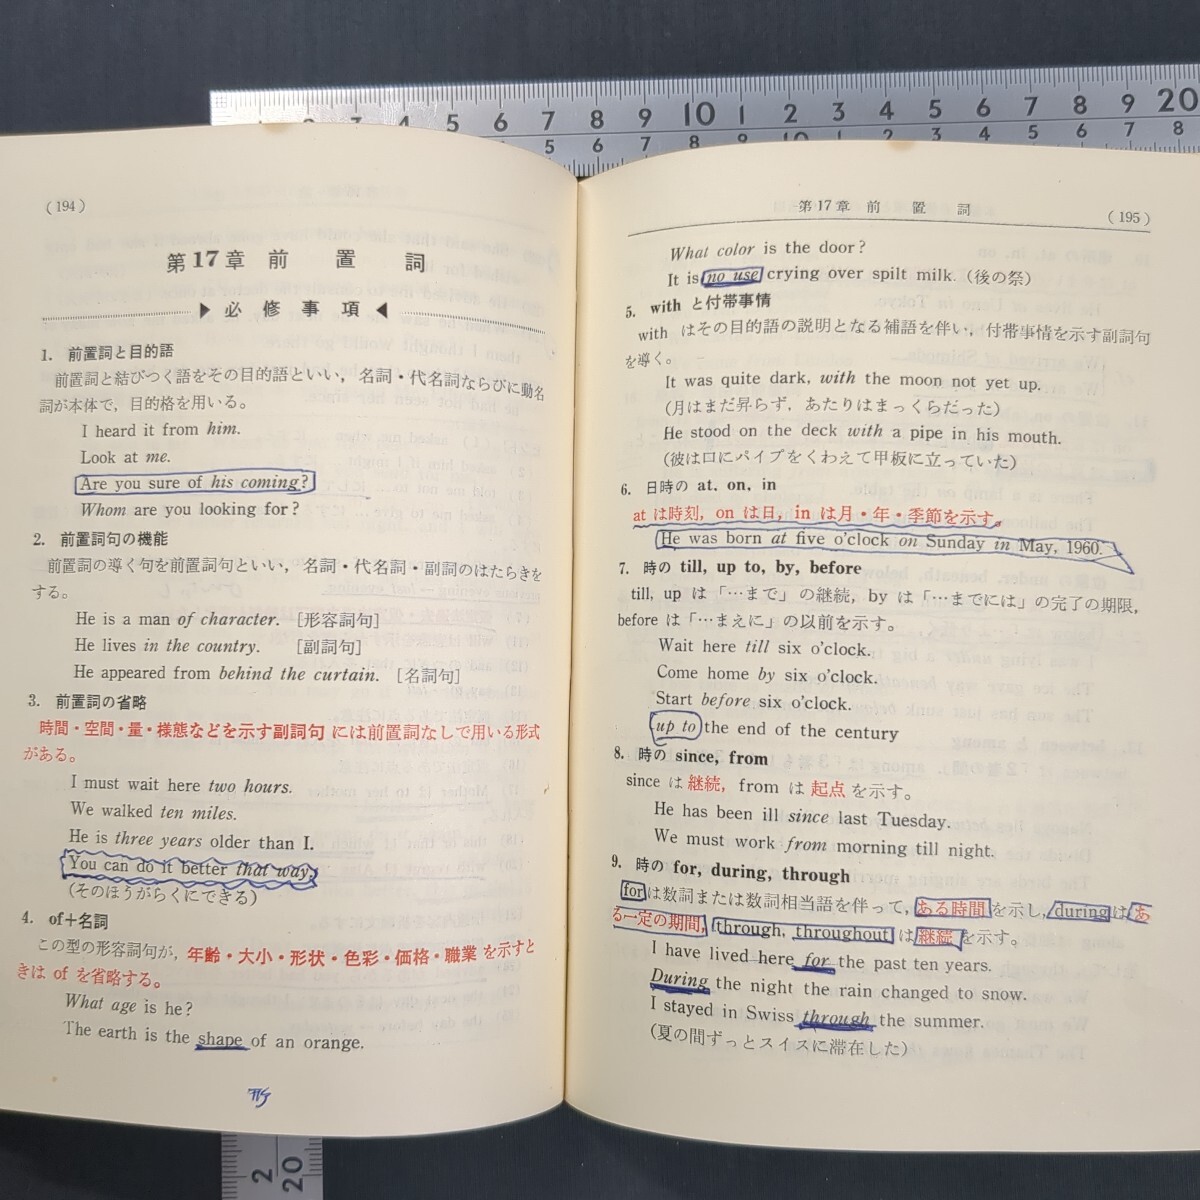 5 6 7 8 9 10 1 2 3 4 5 6 7 8 9 20
(194)
第17章 前置詞
▶ 必修事項 ◀
1. 前置詞と目的語
前置詞と結びつく語をその目的語といい，名詞・代名詞ならびに動名
詞が本体で，目的格を用いる。
I heard it from him.
Look at me.
Are you sure of his coming?
Whom are you looking for?
2. 前置詞句の機能
前置詞の導く句を前置詞句といい，名詞・代名詞・副詞のはたらきを
する。
He is a man of character. [形容詞句]
He lives in the country. [副詞句]
He appeared from behind the curtain. [名詞句]
3. 前置詞の省略
時間・空間・量・様態などを示す副詞句 には前置詞なしで用いる形式
がある。
I must wait here two hours.
We walked ten miles.
He is three years older than I.
You can do it better that way.
(そのほうがらくにできる)
4. of＋名詞
この型の形容詞句が，年齢・大小・形状・色彩・価格・職業 を示すと
きは of を省略する。
What age is he?
The earth is the shape of an orange.
2
20
第17章 前置詞
(195)
What color is the door?
It is no use crying over spilt milk. (後の祭)
5. with と付帯事情
with はその目的語の説明となる補語を伴い，付帯事情を示す副詞句
を導く。
It was quite dark, with the moon not yet up.
(月はまだ昇らず，あたりはまっくらだった)
He stood on the deck with a pipe in his mouth.
(彼は口にパイプをくわえて甲板に立っていた)
6. 日時の at, on, in
at は時刻，on は日，in は月・年・季節を示す。
He was born at five o'clock on Sunday in May, 1960.
7. 時の till, up to, by, before
till, up は「…まで」の継続，by は「…までには」の完了の期限，
before は「…まえに」の以前を示す。
Wait here till six o'clock.
Come home by six o'clock.
Start before six o'clock.
up to the end of the century
8. 時の since, from
since は 継続，from は 起点 を示す。
He has been ill since last Tuesday.
We must work from morning till night.
9. 時の for, during, through
for は数詞または数詞相当語を伴って，ある時間 を示し，during は あ
る一定の期間，through, throughout は 継続 を示す。
I have lived here for the past ten years.
During the night the rain changed to snow.
I stayed in Swiss through the summer.
(夏の間ずっとスイスに滞在した)